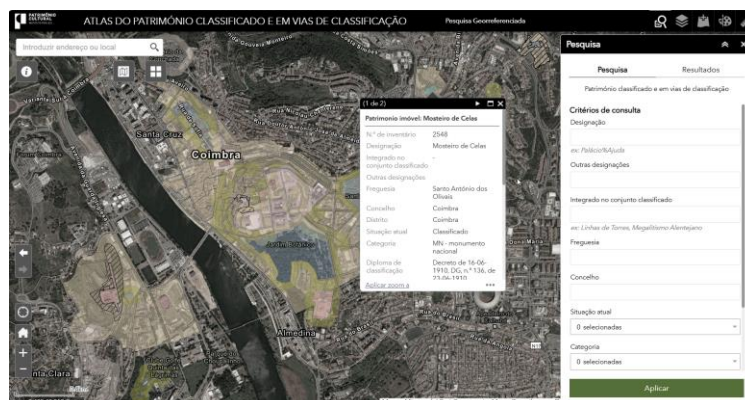 PATRIMÓNIO
CULTURAL
ATLAS DO PATRIMÓNIO CLASSIFICADO E EM VIAS DE CLASSIFICAÇÃO
Pesquisa Georreferenciada
Introduzir endereço ou local
Santa Cruz
Coimbra
Jardim Botânico
Almedina
nta Clara
(1 de 2)
Patrimonio imóvel: Mosteiro de Celas
N.º de inventário 2548
Designação Mosteiro de Celas
Integrado no conjunto classificado -
Outras designações
Freguesia Santo António dos Olivais
Concelho Coimbra
Distrito Coimbra
Situação atual Classificado
Categoria MN - monumento nacional
Diploma de classificação Decreto de 16-06-1910, DG, n.º 136, de 23-06-1910
Aplicar zoom a
Pesquisa
Pesquisa Resultados
Património classificado e em vias de classificação
Critérios de consulta
Designação
ex: Palácio%Ajuda
Outras designações
Integrado no conjunto classificado
ex: Linhas de Torres, Megalitismo Alentejano
Freguesia
Concelho
Situação atual
0 selecionadas
Categoria
0 selecionadas
Aplicar